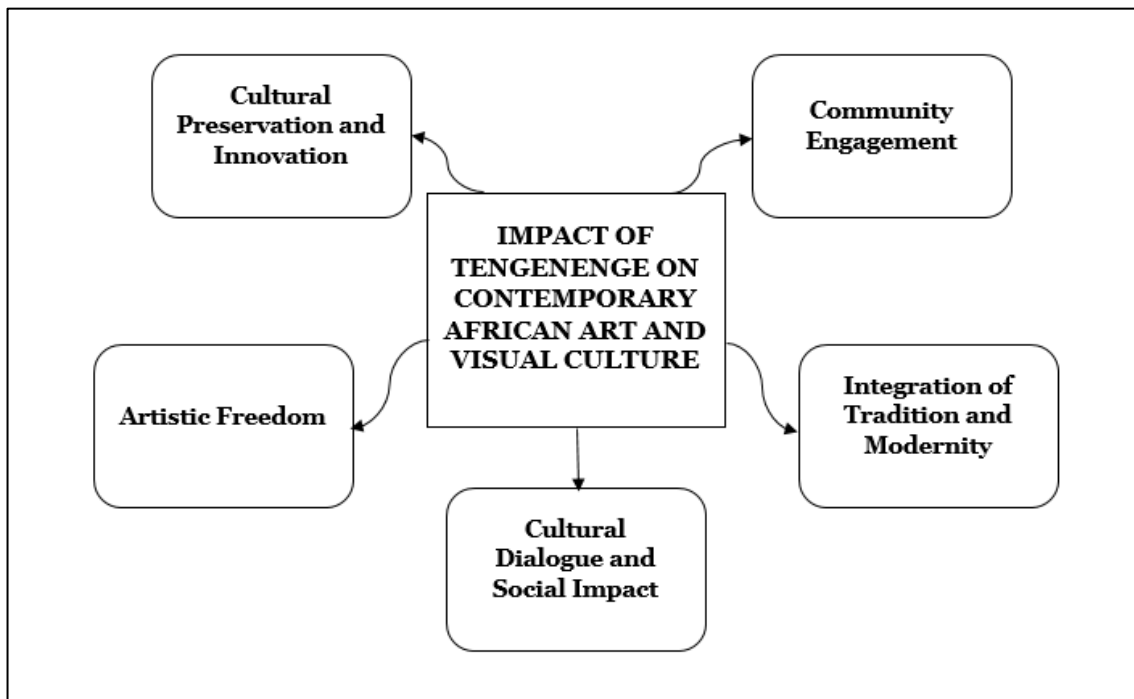 Cultural
Preservation and
Innovation
Community
Engagement
IMPACT OF
TENGENENGE ON
CONTEMPORARY
AFRICAN ART AND
VISUAL CULTURE
Artistic Freedom
Integration of
Tradition and
Modernity
Cultural
Dialogue and
Social Impact